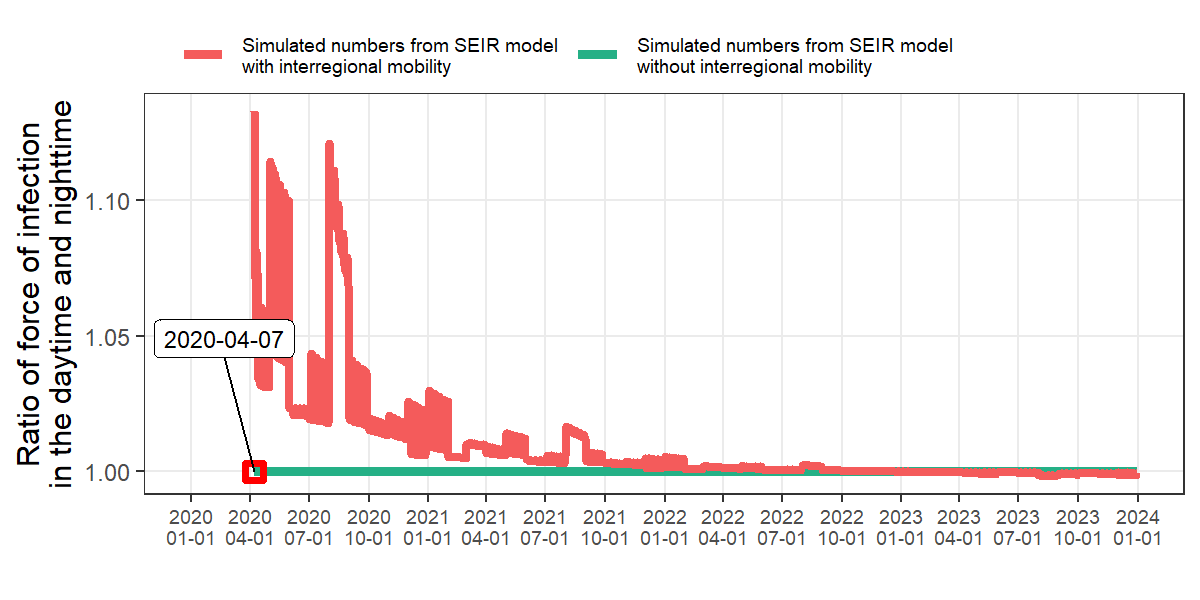 Simulated numbers from SEIR model
with interregional mobility
Simulated numbers from SEIR model
without interregional mobility
Ratio of force of infection
in the daytime and nighttime
1.10
1.05
1.00
2020-04-07
2020 2020 2020 2020 2021 2021 2021 2021 2022 2022 2022 2022 2023 2023 2023 2023 2024
01-01 04-01 07-01 10-01 01-01 04-01 07-01 10-01 01-01 04-01 07-01 10-01 01-01 04-01 07-01 10-01 01-01